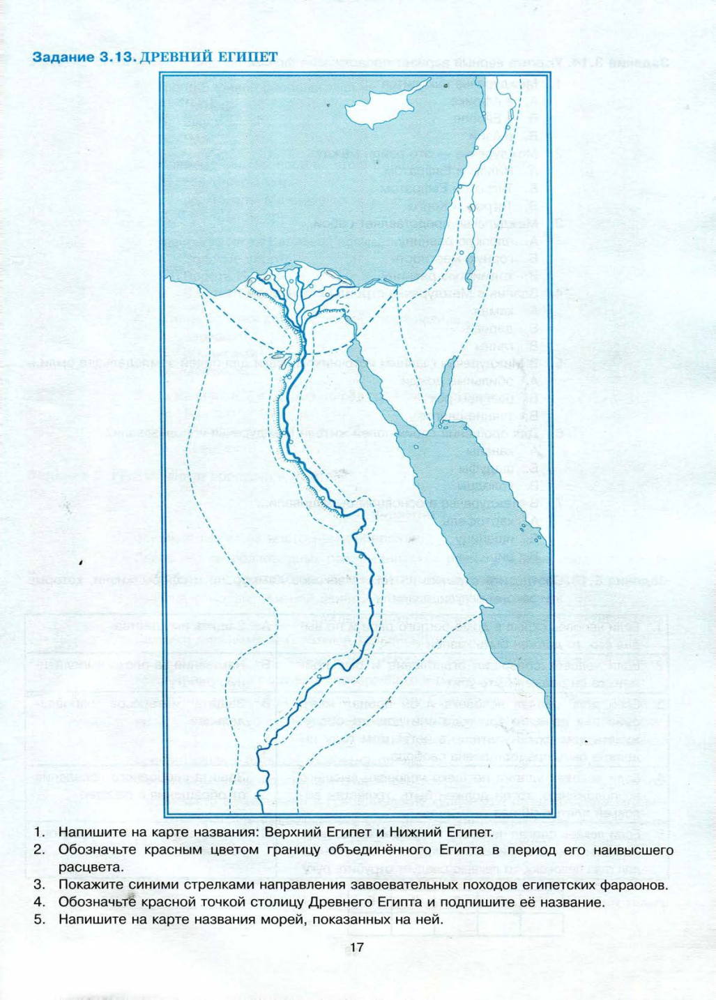 Задание 3.13. ДРЕВНИЙ ЕГИПЕТ
1. Напишите на карте названия: Верхний Египет и Нижний Египет.
2. Обозначьте красным цветом границу объединённого Египта в период его наивысшего
расцвета.
3. Покажите синими стрелками направления завоевательных походов египетских фараонов.
4. Обозначьте красной точкой столицу Древнего Египта и подпишите её название.
5. Напишите на карте названия морей, показанных на ней.
17